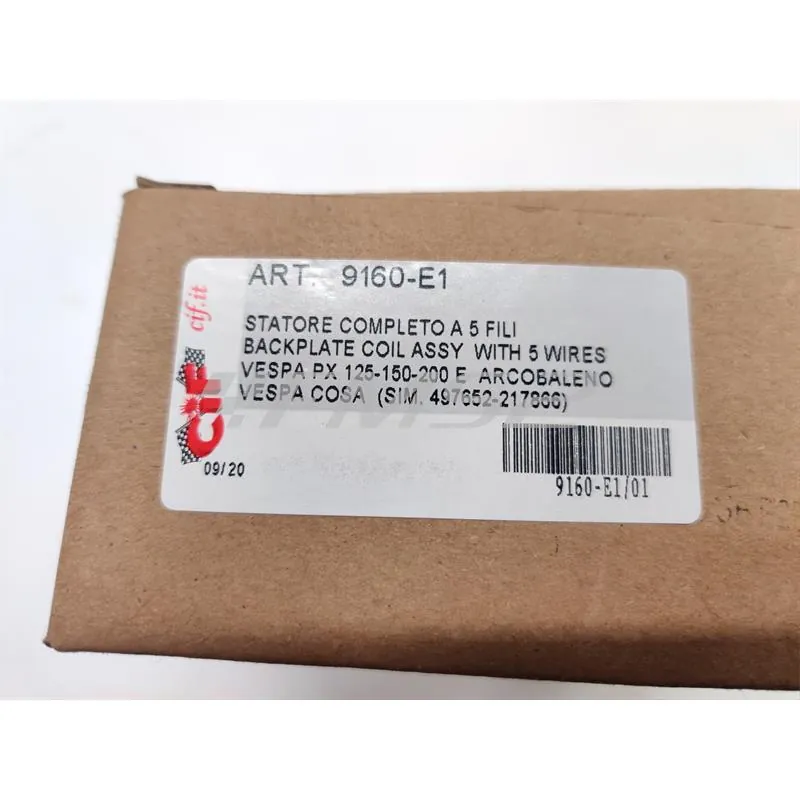 ART. 9160-E1
cif.it
STATORE COMPLETO A 5 FILI
BACKPLATE COIL ASSY WITH 5 WIRES
VESPA PX 125-150-200 E ARCOBALENO
VESPA COSA (SIM. 497652-217866)
CIF
09/20
9160-E1/01